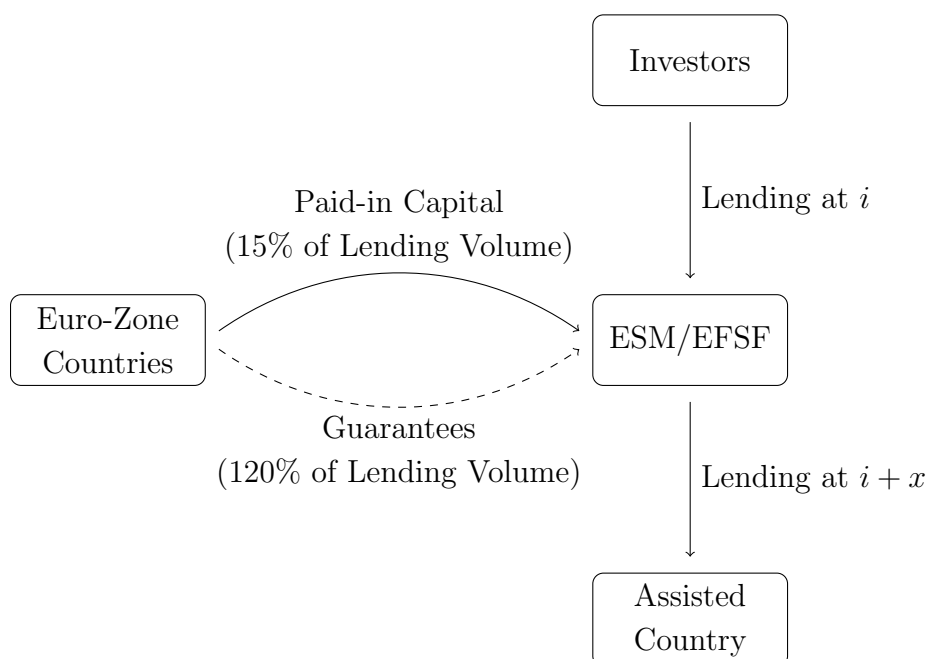 Investors
Lending at i
Paid-in Capital
(15% of Lending Volume)
Euro-Zone
Countries
ESM/EFSF
Guarantees
(120% of Lending Volume)
Lending at i + x
Assisted
Country